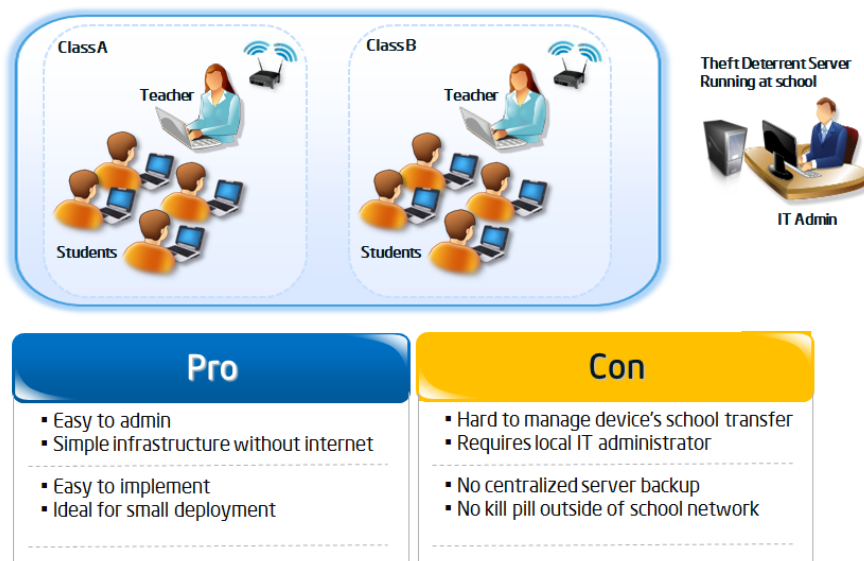 Class A
Class B
Theft Deterrent Server
Running at school
Teacher
Teacher
Students
Students
IT Admin
Pro
Con
▪ Easy to admin
▪ Simple infrastructure without internet
▪ Easy to implement
▪ Ideal for small deployment
▪ Hard to manage device's school transfer
▪ Requires local IT administrator
▪ No centralized server backup
▪ No kill pill outside of school network